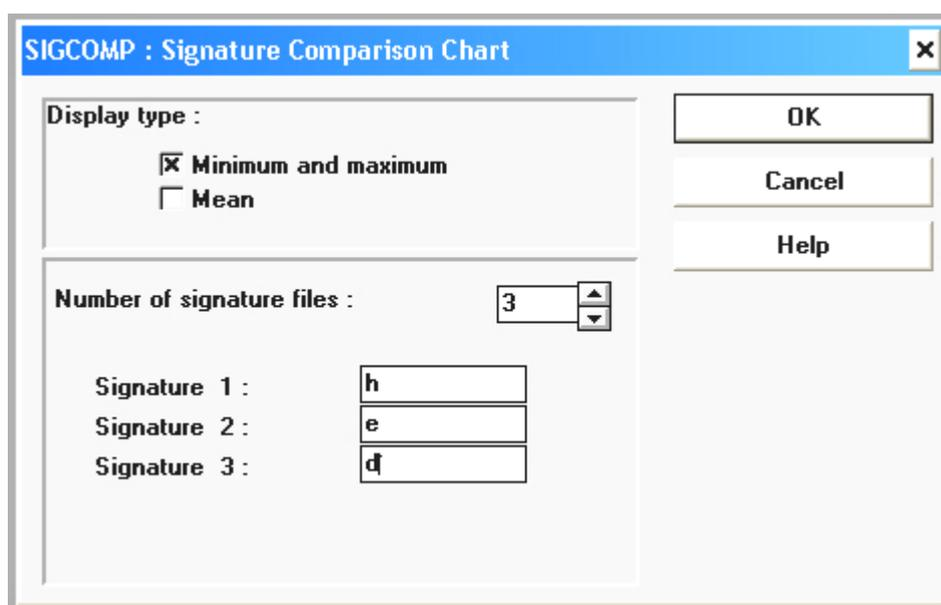 SIGCOMP : Signature Comparison Chart
Display type :
Minimum and maximum
Mean
OK
Cancel
Help
Number of signature files : 3
Signature 1 : h
Signature 2 : e
Signature 3 : d